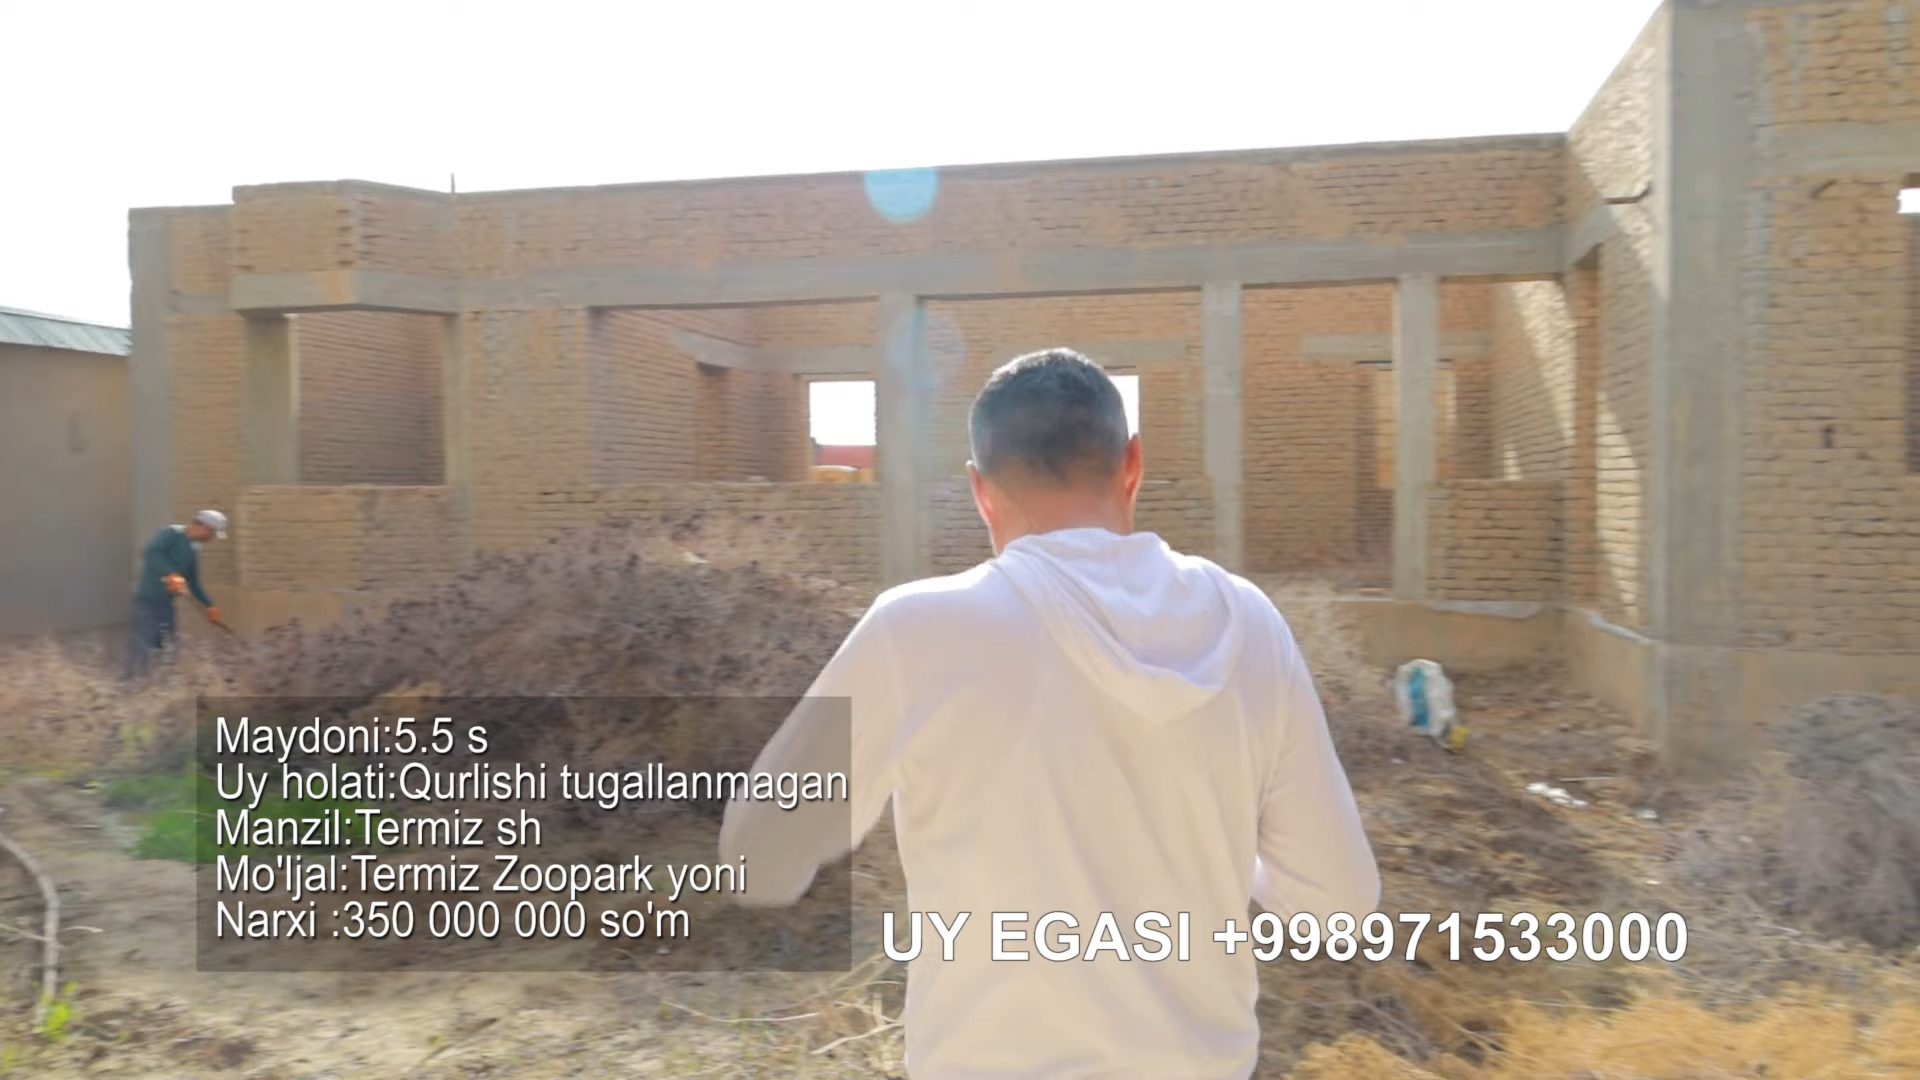 Maydoni:5.5 s
Uy holati:Qurlishi tugallanmagan
Manzil:Termiz sh
Mo'ljal:Termiz Zoopark yoni
Narxi :350 000 000 so'm
UY EGASI +998971533000